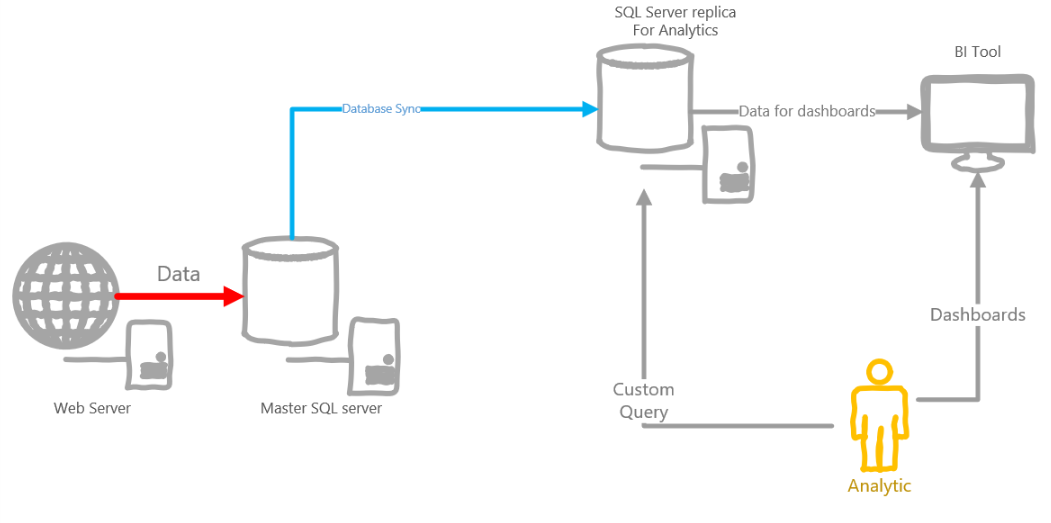 SQL Server replica
For Analytics
BI Tool
Database Sync
Data for dashboards
Data
Dashboards
Custom
Query
Web Server
Master SQL server
Analytic